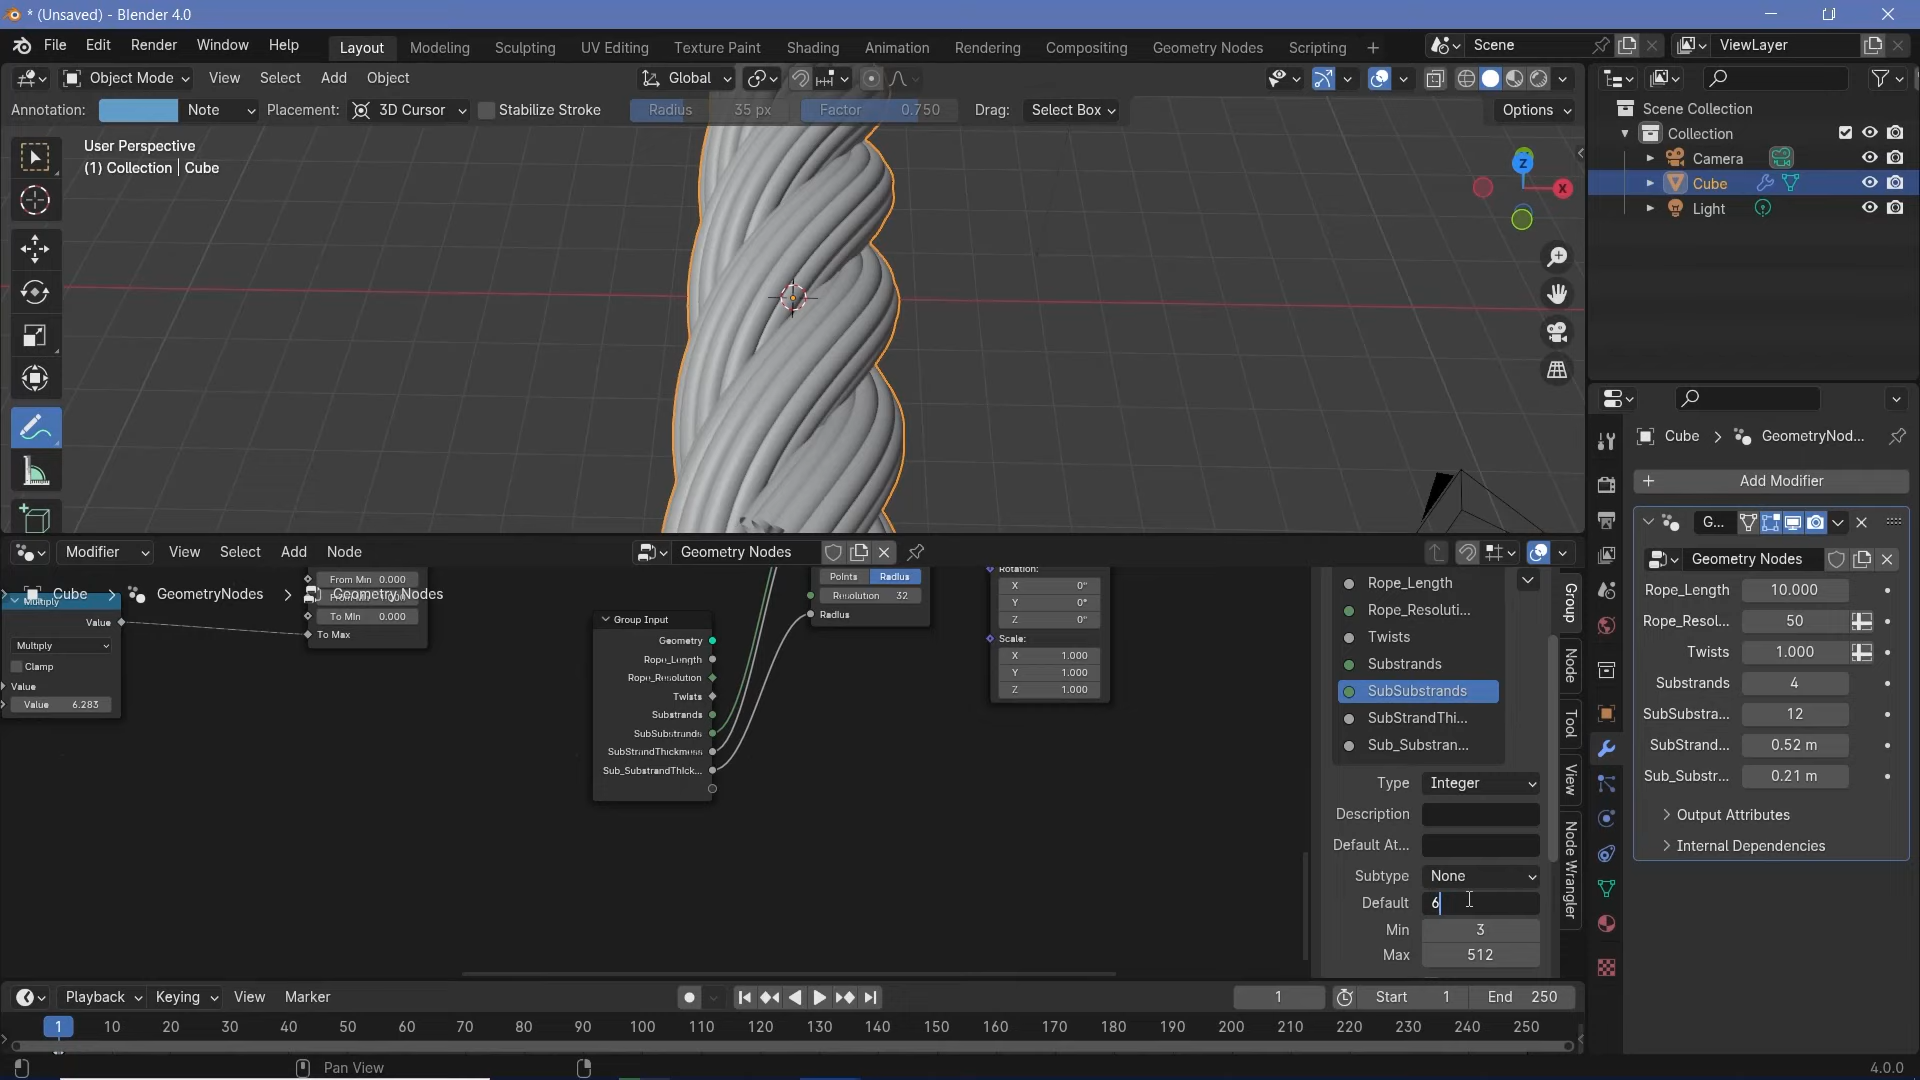 * (Unsaved) - Blender 4.0
File Edit Render Window Help
Layout Modeling Sculpting UV Editing Texture Paint Shading Animation Rendering Compositing Geometry Nodes Scripting +
Scene
ViewLayer
Object Mode View Select Add Object
Global
Annotation: Note Placement: 3D Cursor Stabilize Stroke Radius 35 px Factor 0.750 Drag: Select Box Options
User Perspective
(1) Collection | Cube
Z
X
Scene Collection
Collection
Camera
Cube
Light
Cube > GeometryNod...
+ Add Modifier
G...
Geometry Nodes
Rope_Length 10.000
Rope_Resol... 50
Twists 1.000
Substrands 4
SubSubstra... 12
SubStrand... 0.52 m
Sub_Substr... 0.21 m
Output Attributes
Internal Dependencies
Modifier View Select Add Node
Geometry Nodes
Cube > GeometryNodes > Geometry Nodes
Multiply
Value
Multiply
Clamp
Value
Value 6.283
From Min 0.000
To Min 0.000
To Max
Group Input
Geometry
Rope_Length
Rope_Resolution
Twists
Substrands
SubSubstrands
SubStrandThickness
Sub_SubstrandThick...
Points Radius
Resolution 32
Radius
Rotation:
X 0°
Y 0°
Z 0°
Scale:
X 1.000
Y 1.000
Z 1.000
Rope_Length
Rope_Resoluti...
Twists
Substrands
SubSubstrands
SubStrandThi...
Sub_Substran...
Type Integer
Description
Default At...
Subtype None
Default 6
Min 3
Max 512
Group
Node
Tool
View
Node Wrangler
Playback Keying View Marker
1
Start 1
End 250
1 10 20 30 40 50 60 70 80 90 100 110 120 130 140 150 160 170 180 190 200 210 220 230 240 250
Pan View
4.0.0